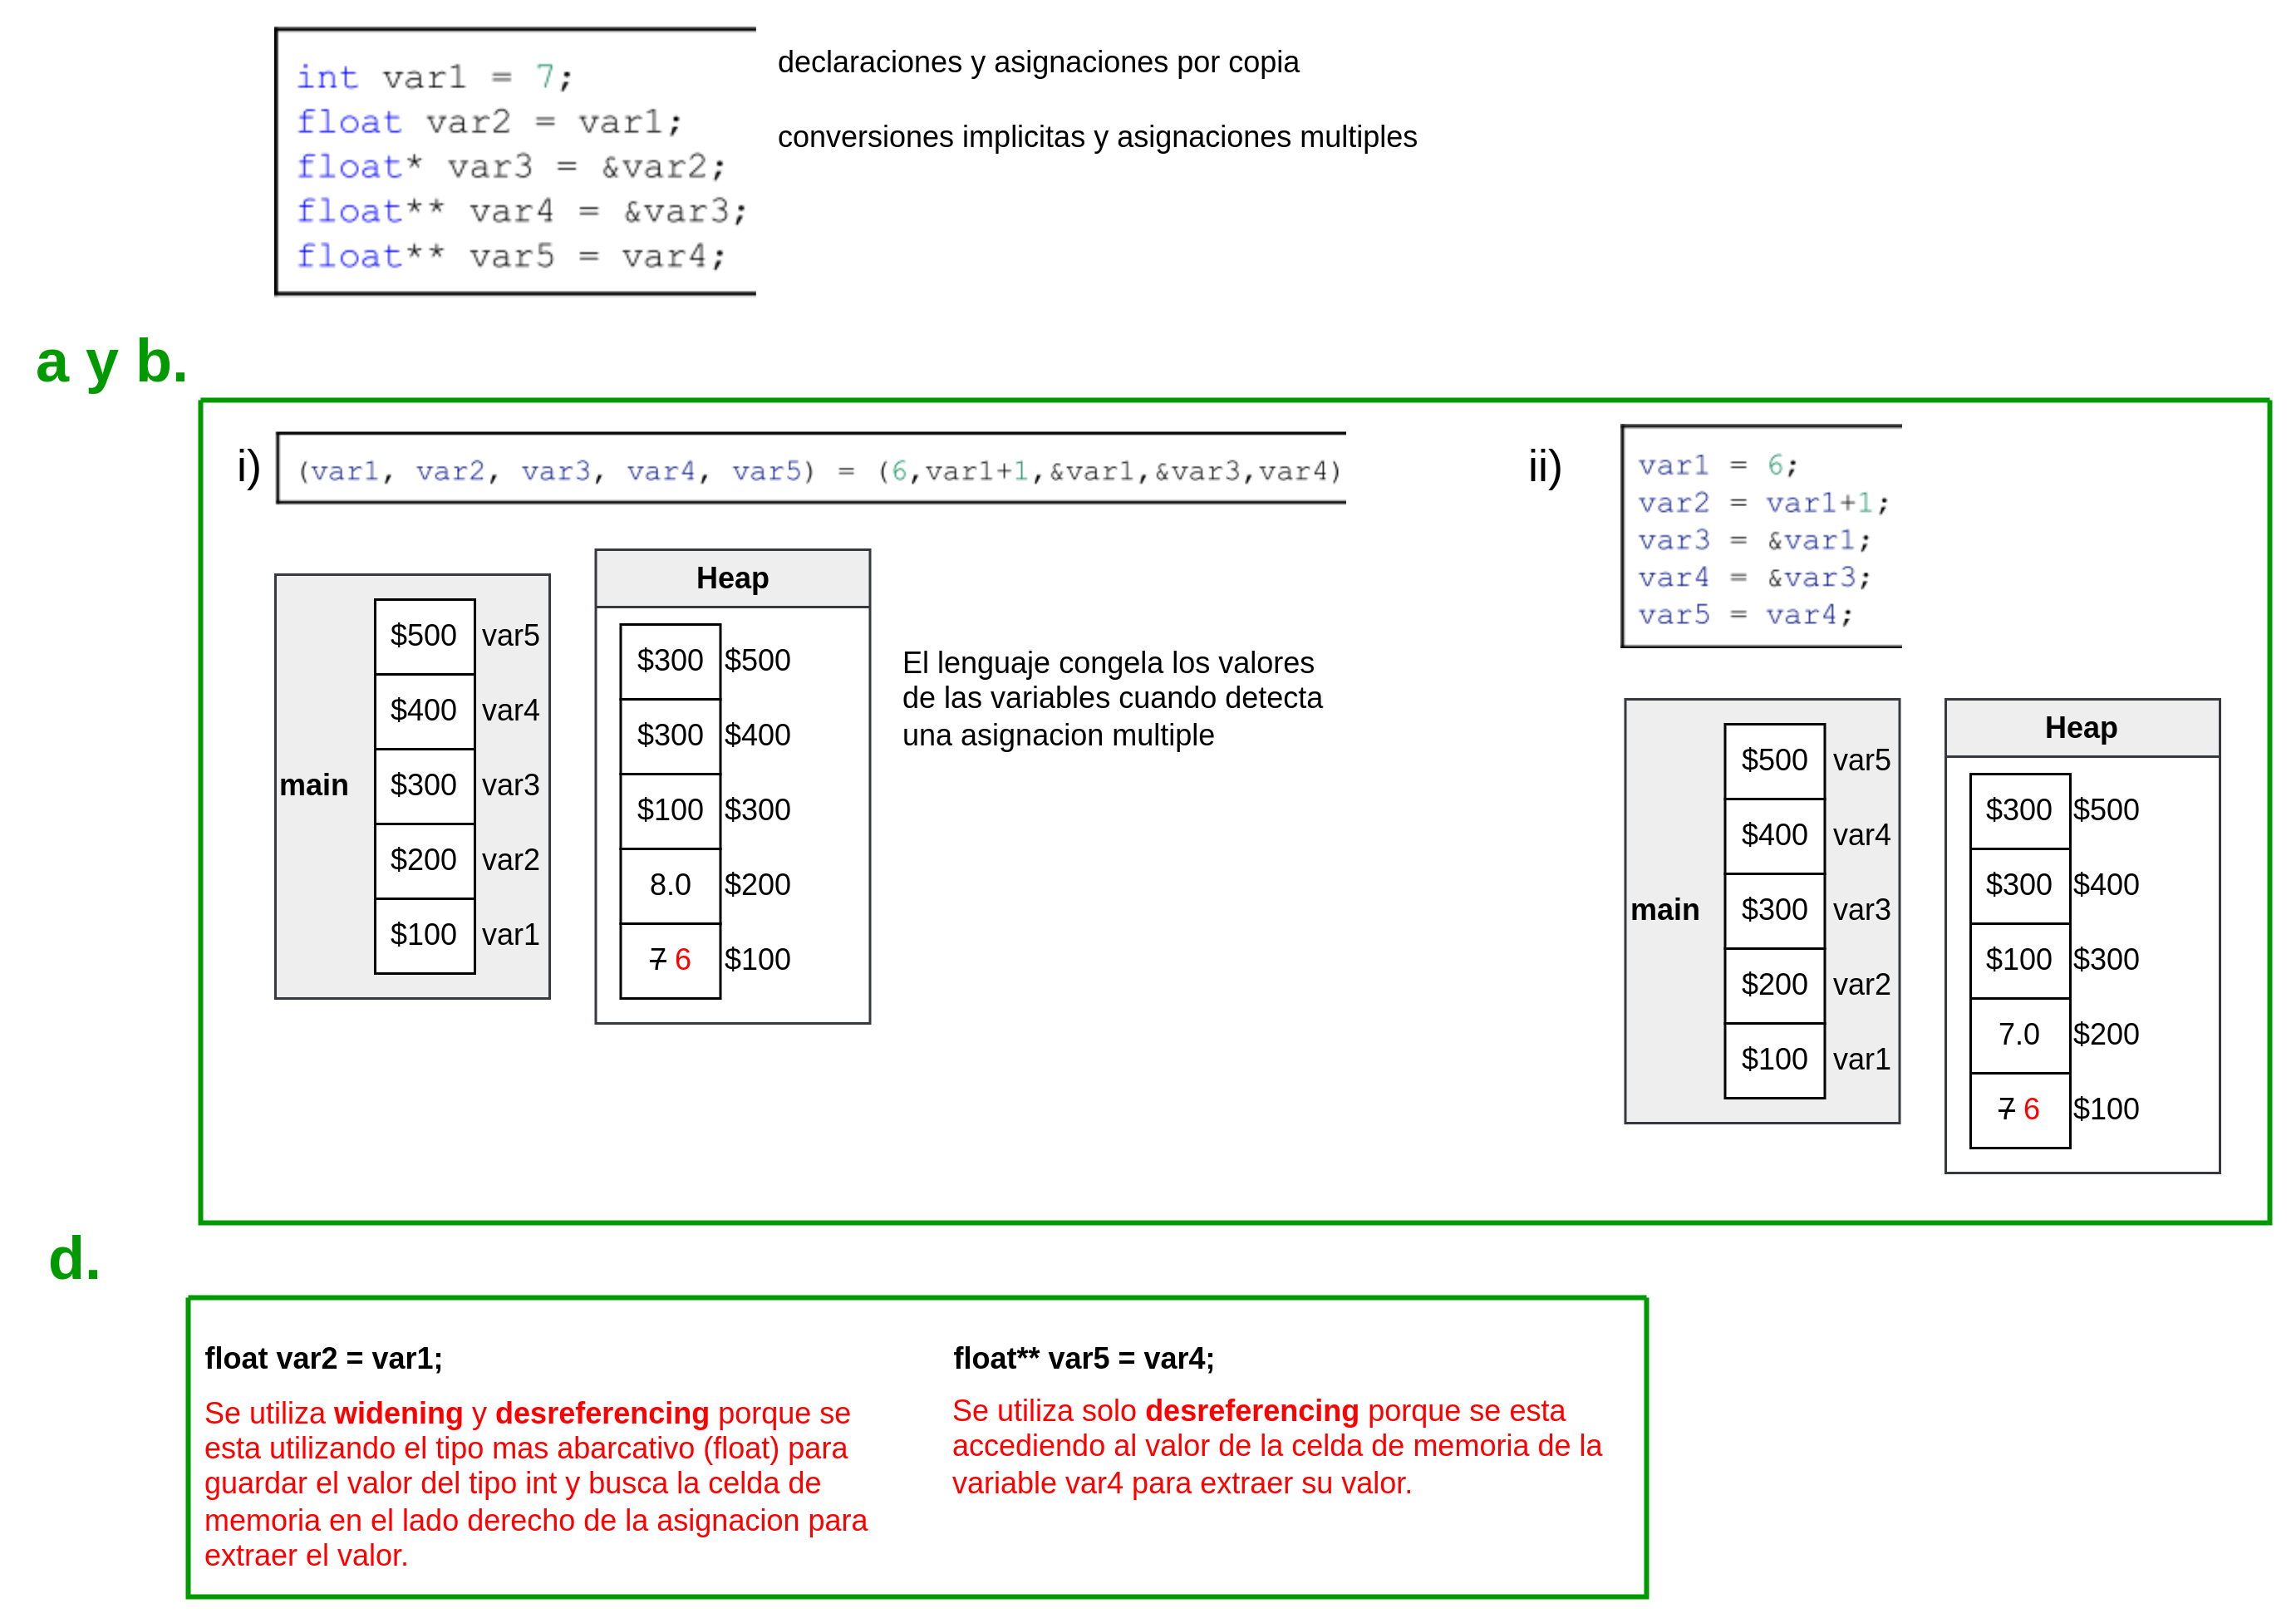 int var1 = 7;
float var2 = var1;
float* var3 = &var2;
float** var4 = &var3;
float** var5 = var4;
declaraciones y asignaciones por copia
conversiones implicitas y asignaciones multiples
a y b.
i)
(var1, var2, var3, var4, var5) = (6,var1+1,&var1,&var3,var4)
main
$500 var5
$400 var4
$300 var3
$200 var2
$100 var1
Heap
$300 $500
$300 $400
$100 $300
8.0 $200
7 6 $100
El lenguaje congela los valores
de las variables cuando detecta
una asignacion multiple
ii)
var1 = 6;
var2 = var1+1;
var3 = &var1;
var4 = &var3;
var5 = var4;
main
$500 var5
$400 var4
$300 var3
$200 var2
$100 var1
Heap
$300 $500
$300 $400
$100 $300
7.0 $200
7 6 $100
d.
float var2 = var1;
Se utiliza widening y desreferencing porque se
esta utilizando el tipo mas abarcativo (float) para
guardar el valor del tipo int y busca la celda de
memoria en el lado derecho de la asignacion para
extraer el valor.
float** var5 = var4;
Se utiliza solo desreferencing porque se esta
accediendo al valor de la celda de memoria de la
variable var4 para extraer su valor.